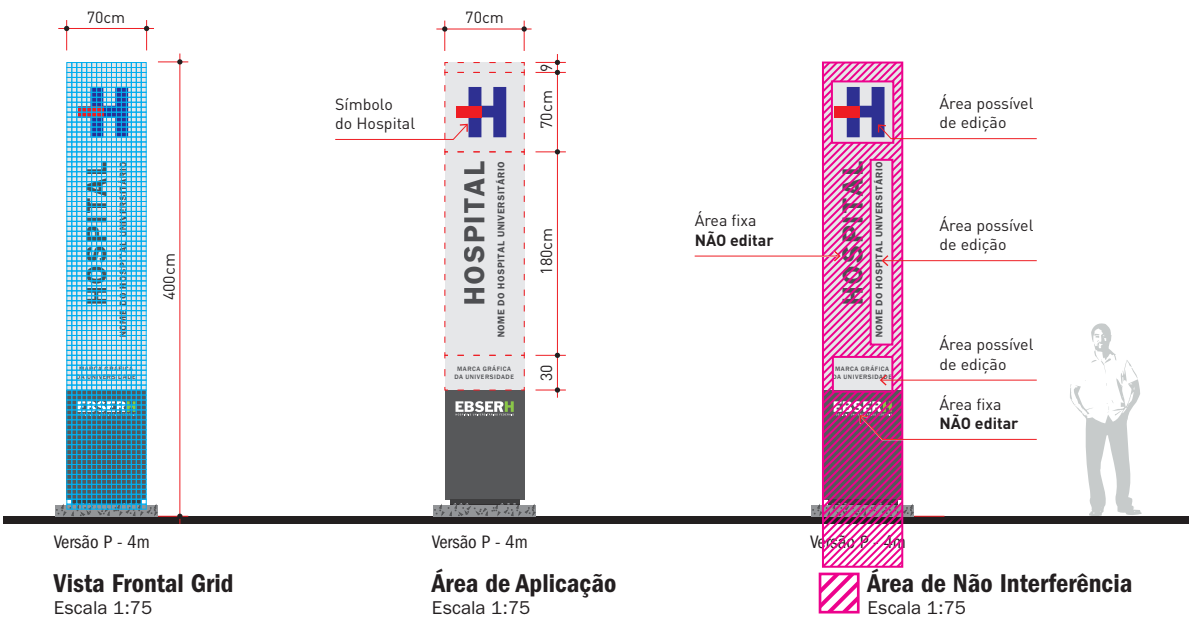 70cm
400cm
HOSPITAL
NOME DO HOSPITAL UNIVERSITÁRIO
MARCA GRÁFICA
DA UNIVERSIDADE
EBSERH
Versão P - 4m
Vista Frontal Grid
Escala 1:75
70cm
Símbolo
do Hospital
H
9
70cm
180cm
30
HOSPITAL
NOME DO HOSPITAL UNIVERSITÁRIO
MARCA GRÁFICA
DA UNIVERSIDADE
EBSERH
Versão P - 4m
Área de Aplicação
Escala 1:75
H
Área possível
de edição
Área fixa
NÃO editar
HOSPITAL
NOME DO HOSPITAL UNIVERSITÁRIO
Área possível
de edição
MARCA GRÁFICA
DA UNIVERSIDADE
Área possível
de edição
EBSERH
Área fixa
NÃO editar
Versão P - 4m
Área de Não Interferência
Escala 1:75